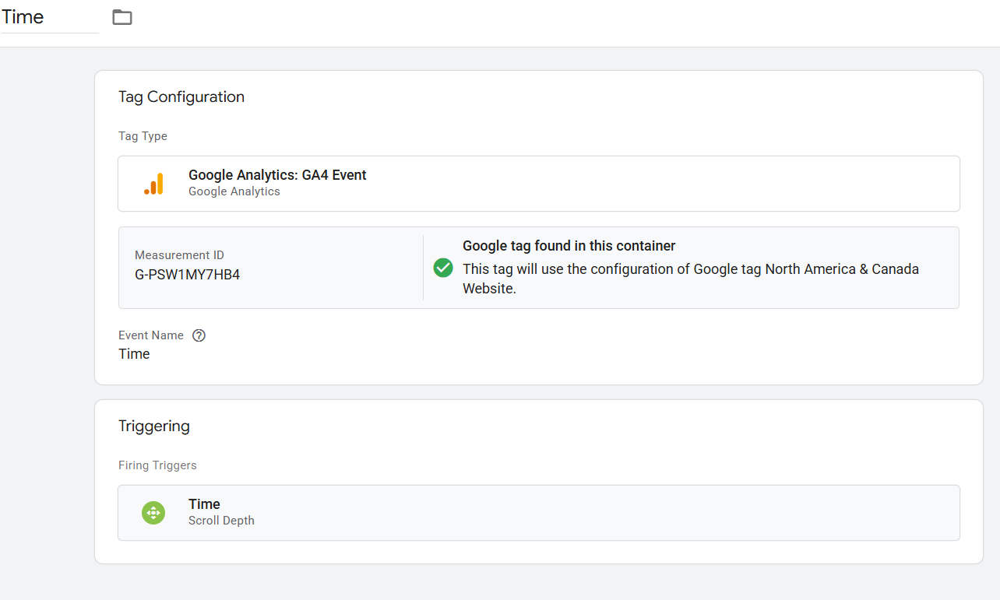 Time
Tag Configuration
Tag Type
Google Analytics: GA4 Event
Google Analytics
Measurement ID
G-PSW1MY7HB4
Google tag found in this container
This tag will use the configuration of Google tag North America & Canada
Website.
Event Name
Time
Triggering
Firing Triggers
Time
Scroll Depth